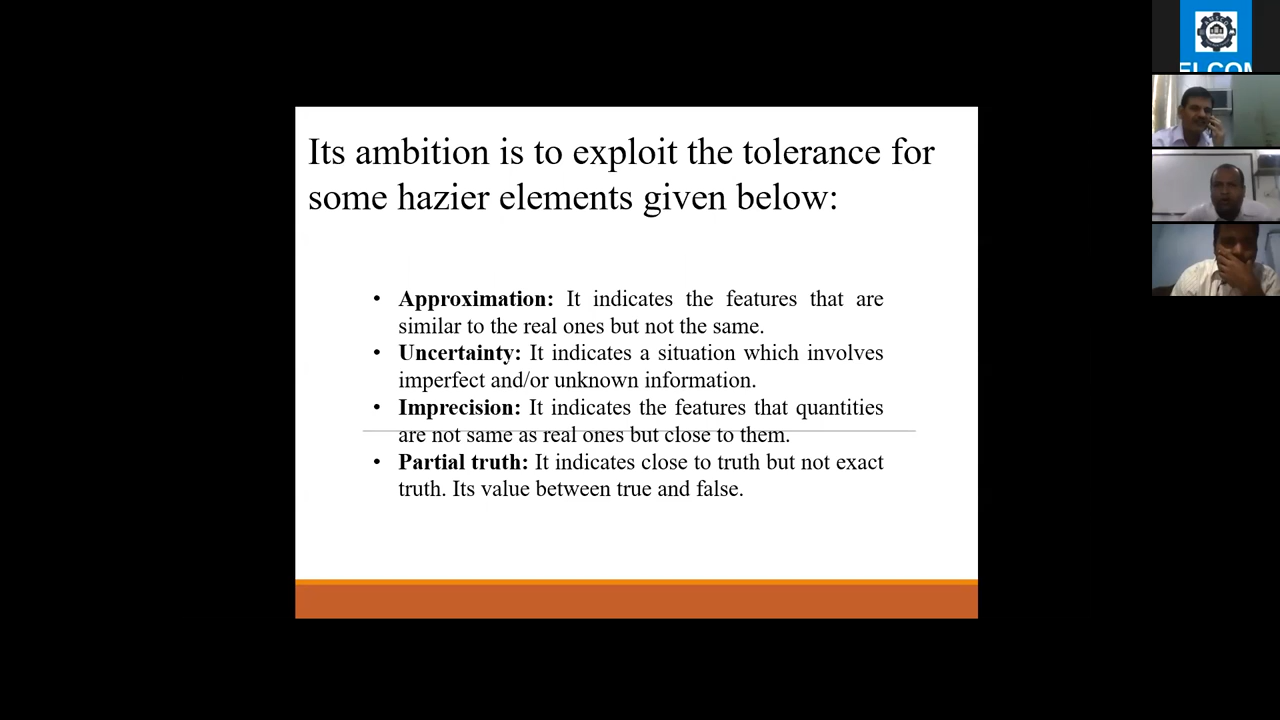 Its ambition is to exploit the tolerance for
some hazier elements given below:
• Approximation: It indicates the features that are
similar to the real ones but not the same.
• Uncertainty: It indicates a situation which involves
imperfect and/or unknown information.
• Imprecision: It indicates the features that quantities
are not same as real ones but close to them.
• Partial truth: It indicates close to truth but not exact
truth. Its value between true and false.